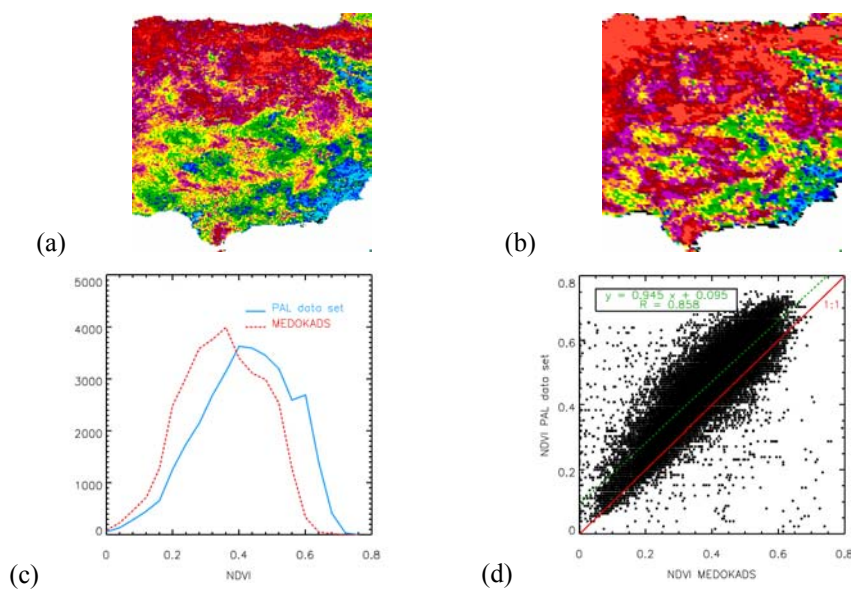 (a)
(b)
5000
4000
3000
2000
1000
0
PAL data set
MEDOKADS
0
0.2
0.4
0.6
0.8
NDVI
(c)
0.8
0.6
0.4
0.2
0
NDVI PAL data set
y = 0.945 x + 0.095
R = 0.858
1:1
0
0.2
0.4
0.6
0.8
NDVI MEDOKADS
(d)